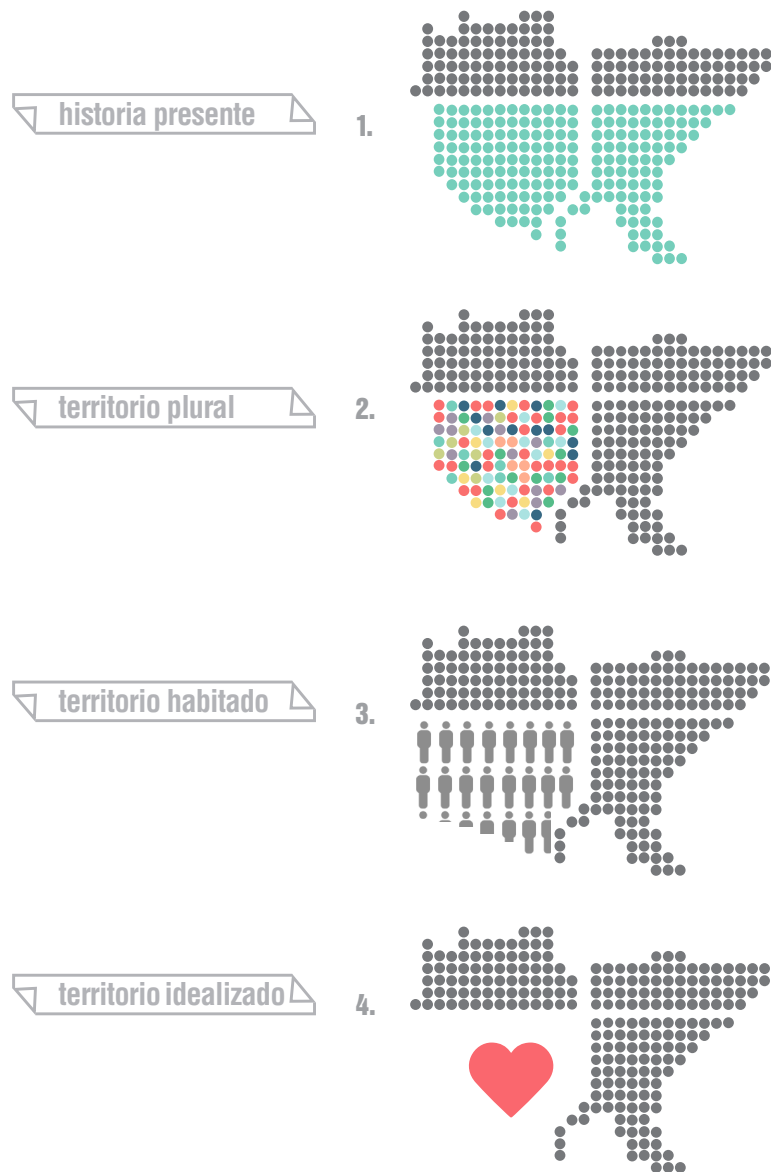 historia presente
1.
territorio plural
2.
territorio habitado
3.
territorio idealizado
4.